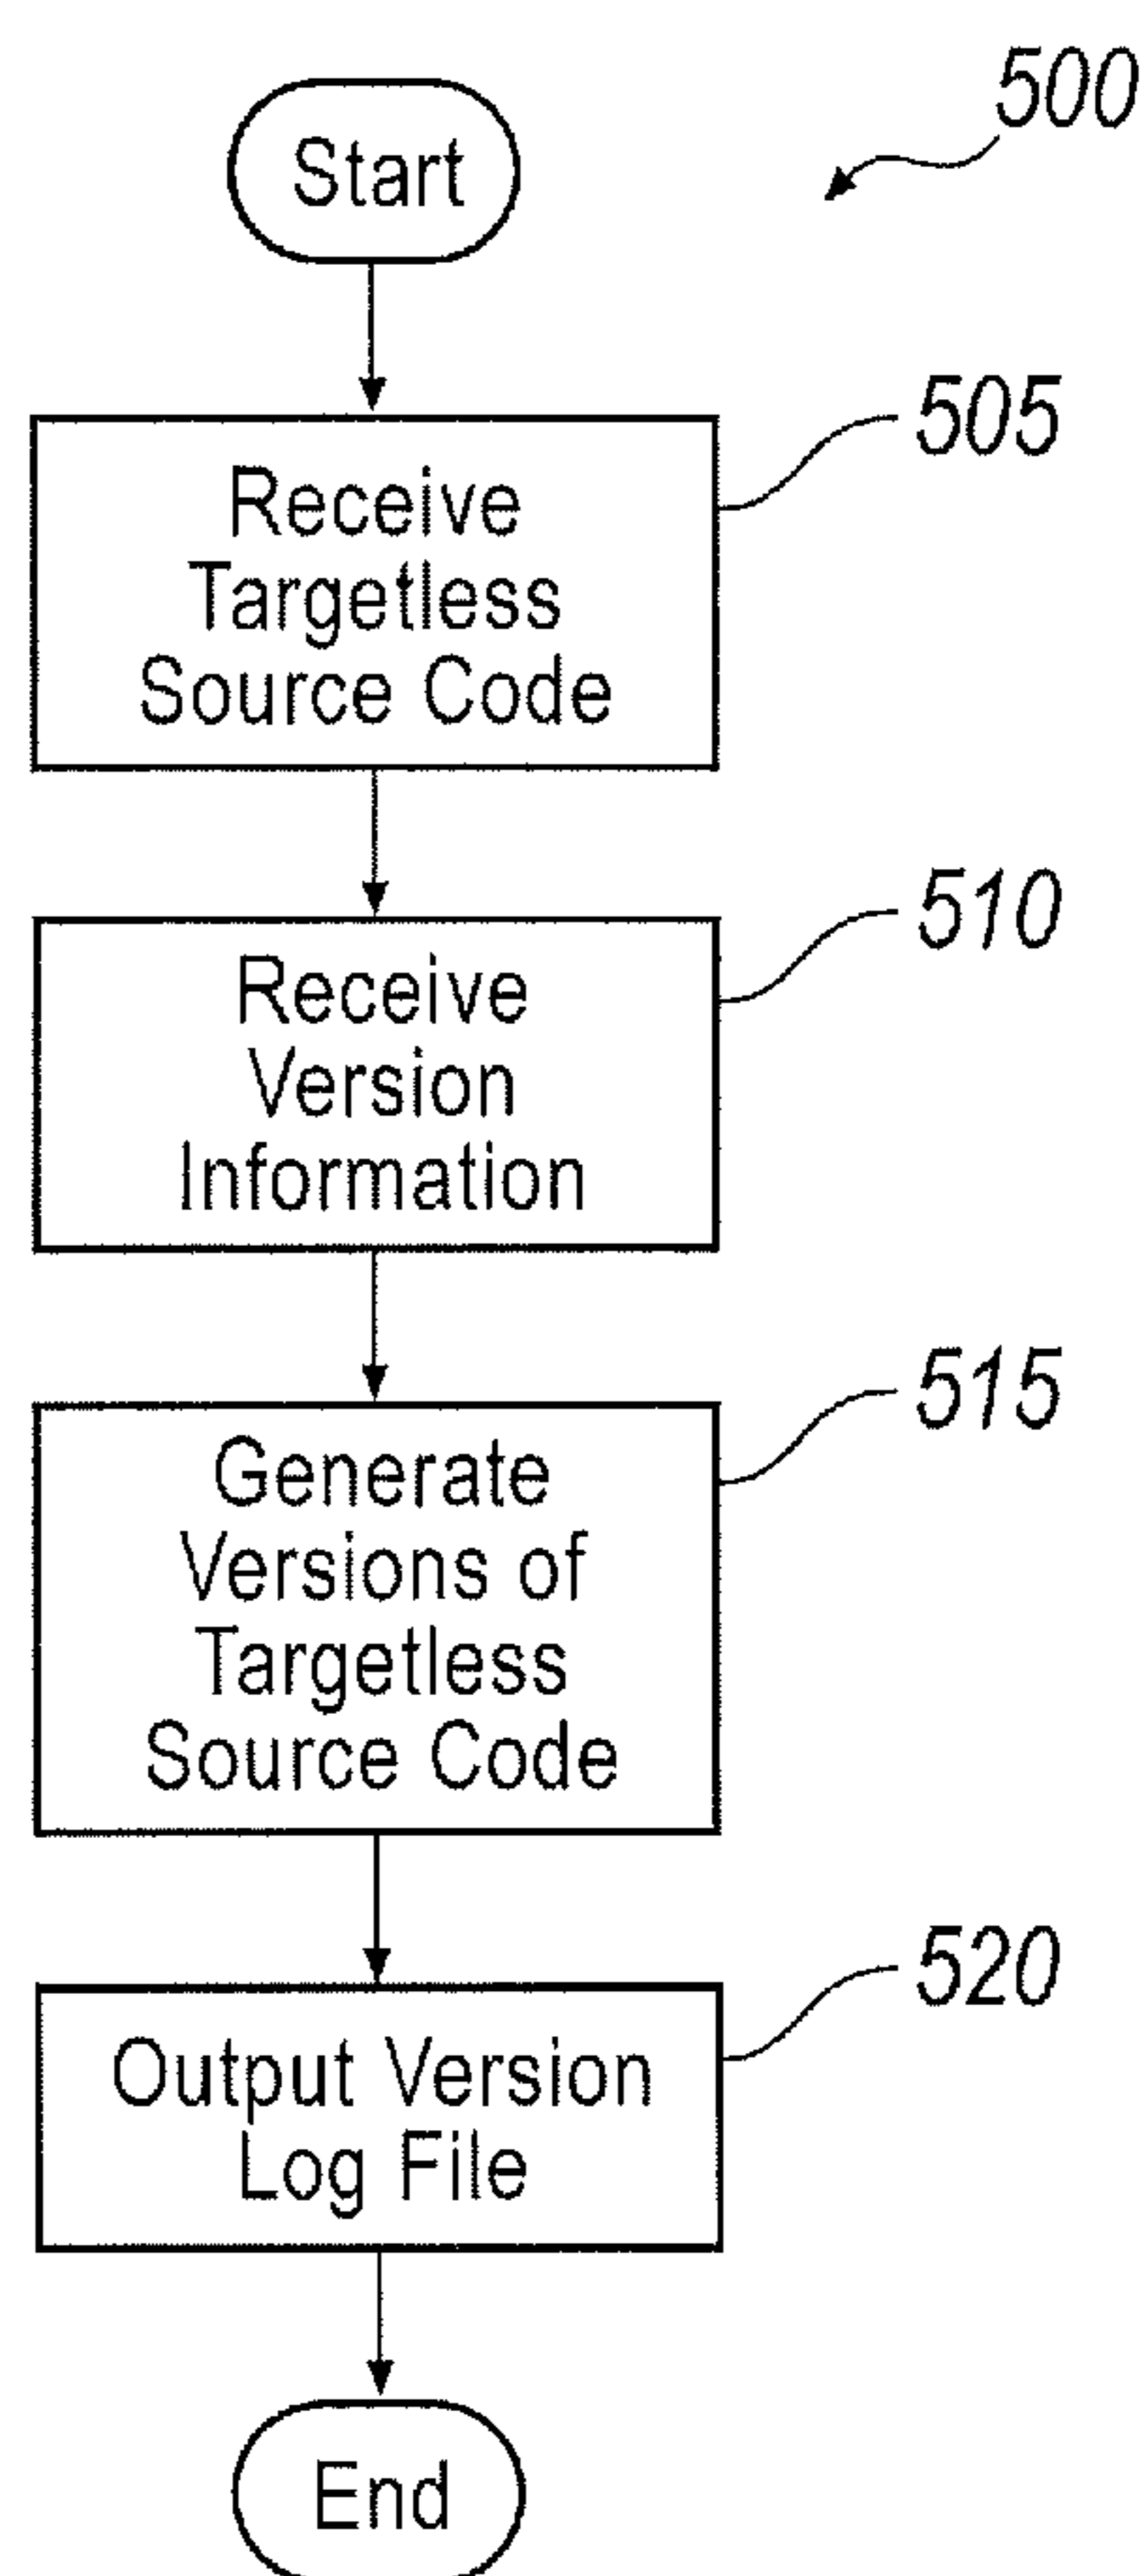 500
Start
505
Receive
Targetless
Source Code
510
Receive
Version
Information
515
Generate
Versions of
Targetless
Source Code
520
Output Version
Log File
End